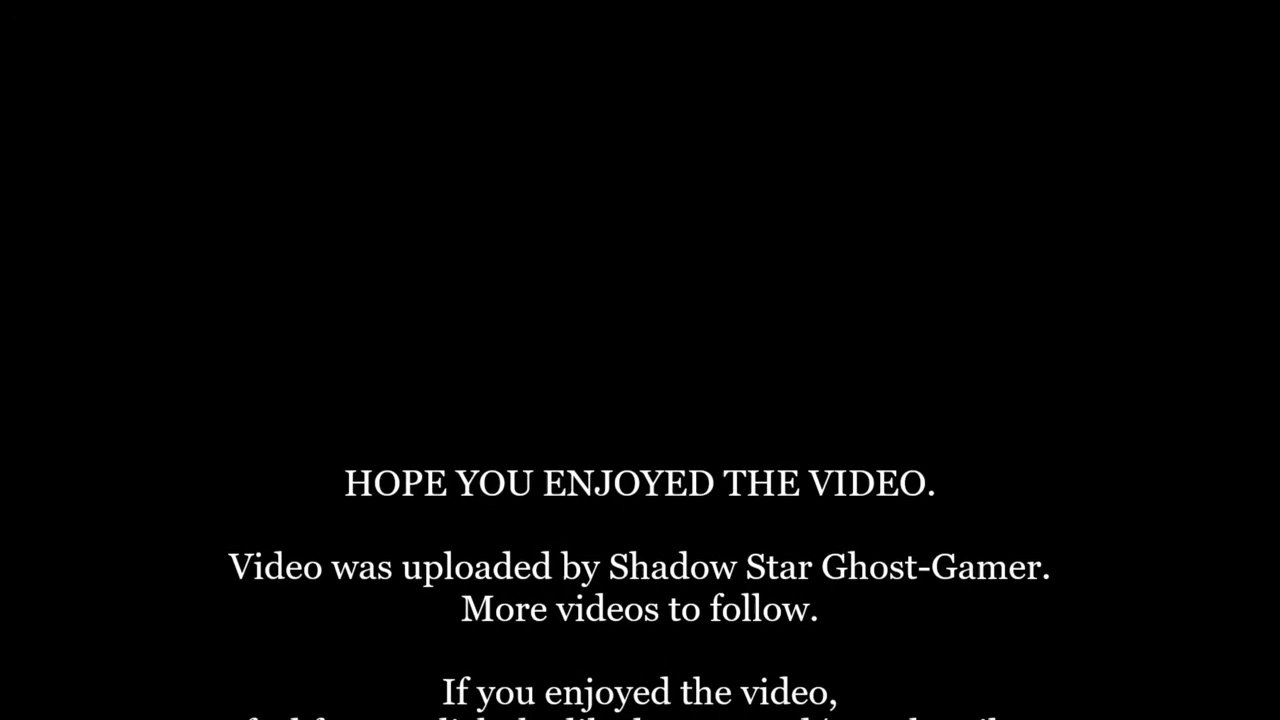 HOPE YOU ENJOYED THE VIDEO.
Video was uploaded by Shadow Star Ghost-Gamer.
More videos to follow.
If you enjoyed the video,